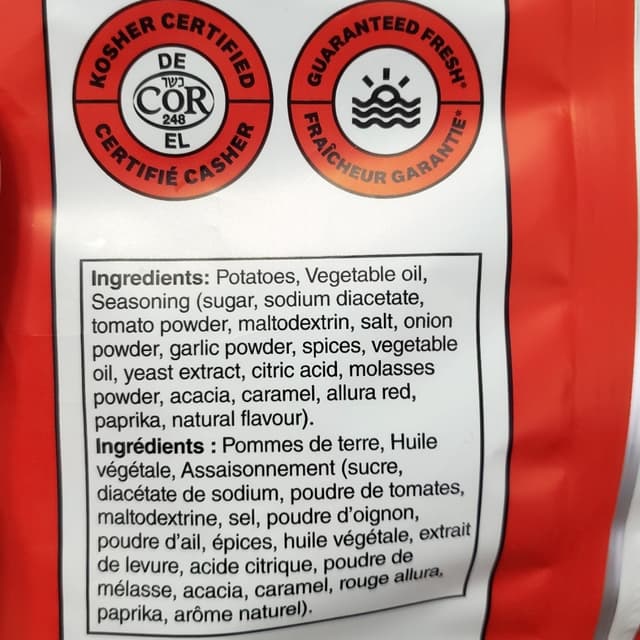 KOSHER CERTIFIED
DE
כשר
COR
248
EL
CERTIFIÉ CASHER
GUARANTEED FRESH*
FRAÎCHEUR GARANTIE*
Ingredients: Potatoes, Vegetable oil,
Seasoning (sugar, sodium diacetate,
tomato powder, maltodextrin, salt, onion
powder, garlic powder, spices, vegetable
oil, yeast extract, citric acid, molasses
powder, acacia, caramel, allura red,
paprika, natural flavour).
Ingrédients : Pommes de terre, Huile
végétale, Assaisonnement (sucre,
diacétate de sodium, poudre de tomates,
maltodextrine, sel, poudre d'oignon,
poudre d'ail, épices, huile végétale, extrait
de levure, acide citrique, poudre de
mélasse, acacia, caramel, rouge allura,
paprika, arôme naturel).